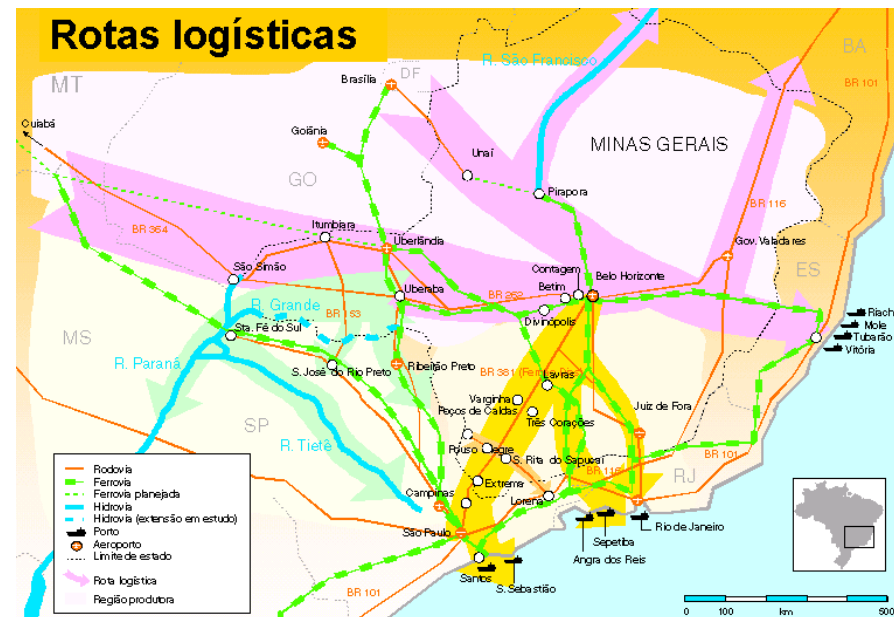 Rotas logísticas
BA
MT
DF
R. São Francisco
BR 101
Brasília
Cuiabá
Goiânia
MINAS GERAIS
Unaí
GO
Pirapora
BR 116
Itumbiara
BR 364
Uberlândia
Gov. Valadares
Contagem
Belo Horizonte
São Simão
ES
Betim
Uberaba
BR 262
R. Grande
Riach
BR 153
Divinópolis
Mole
Sta. Fé do Sul
Tubarão
MS
Vitória
R. Paraná
Ribeirão Preto
S. José do Rio Preto
BR 381
Lavras
Varginha
Poços de Caldas
Juiz de Fora
SP
Três Corações
R. Tietê
Pouso Alegre
BR 101
S. Rita do Sapucaí
BR 116
RJ
Extrema
Campinas
Lorena
São Paulo
Rio de Janeiro
Sepetiba
Angra dos Reis
Santos
S. Sebastião
BR 101
Rodovia
Ferrovia
Ferrovia planejada
Hidrovia
Hidrovia (extensão em estudo)
Porto
Aeroporto
Limite de estado
Rota logística
Região produtora
0 100 km 500